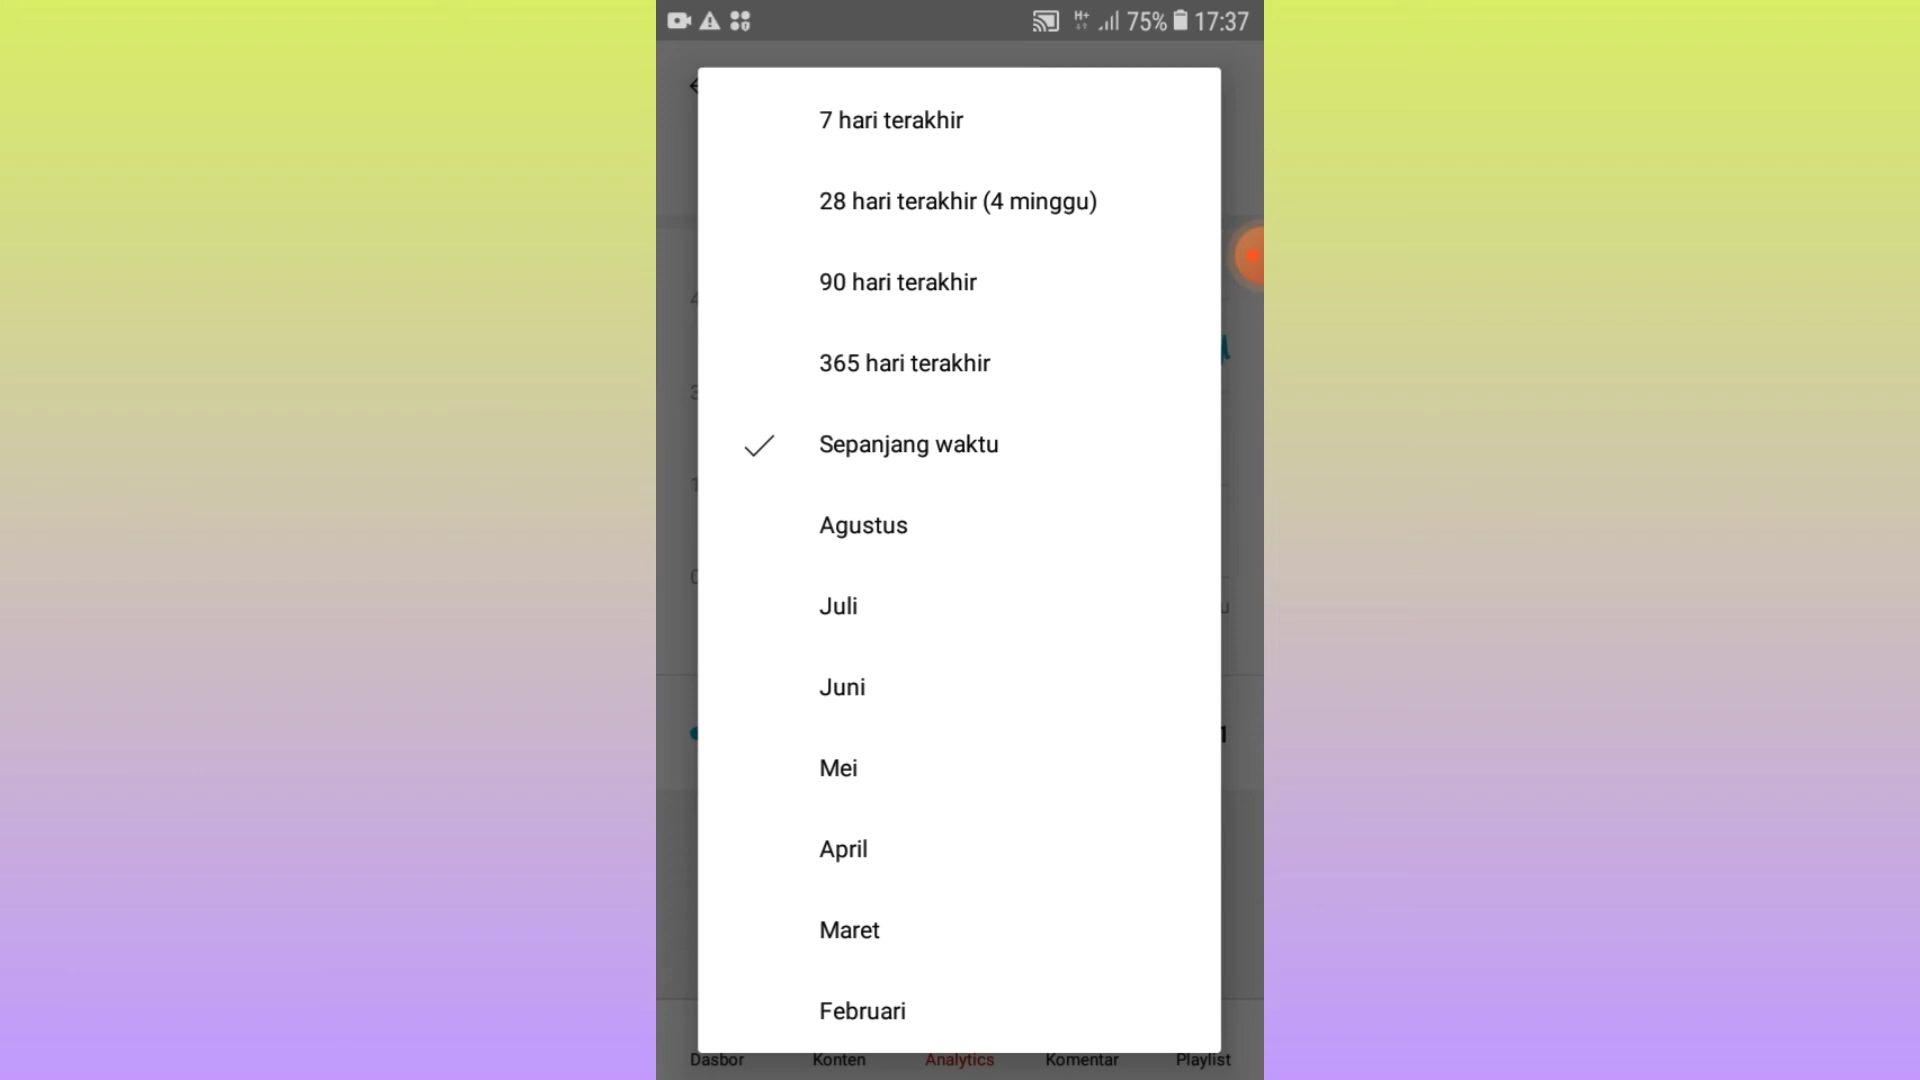 H+ 75% 17:37
7 hari terakhir
28 hari terakhir (4 minggu)
90 hari terakhir
365 hari terakhir
Sepanjang waktu
Agustus
Juli
Juni
Mei
April
Maret
Februari
Dasbor Konten Analytics Komentar Playlist